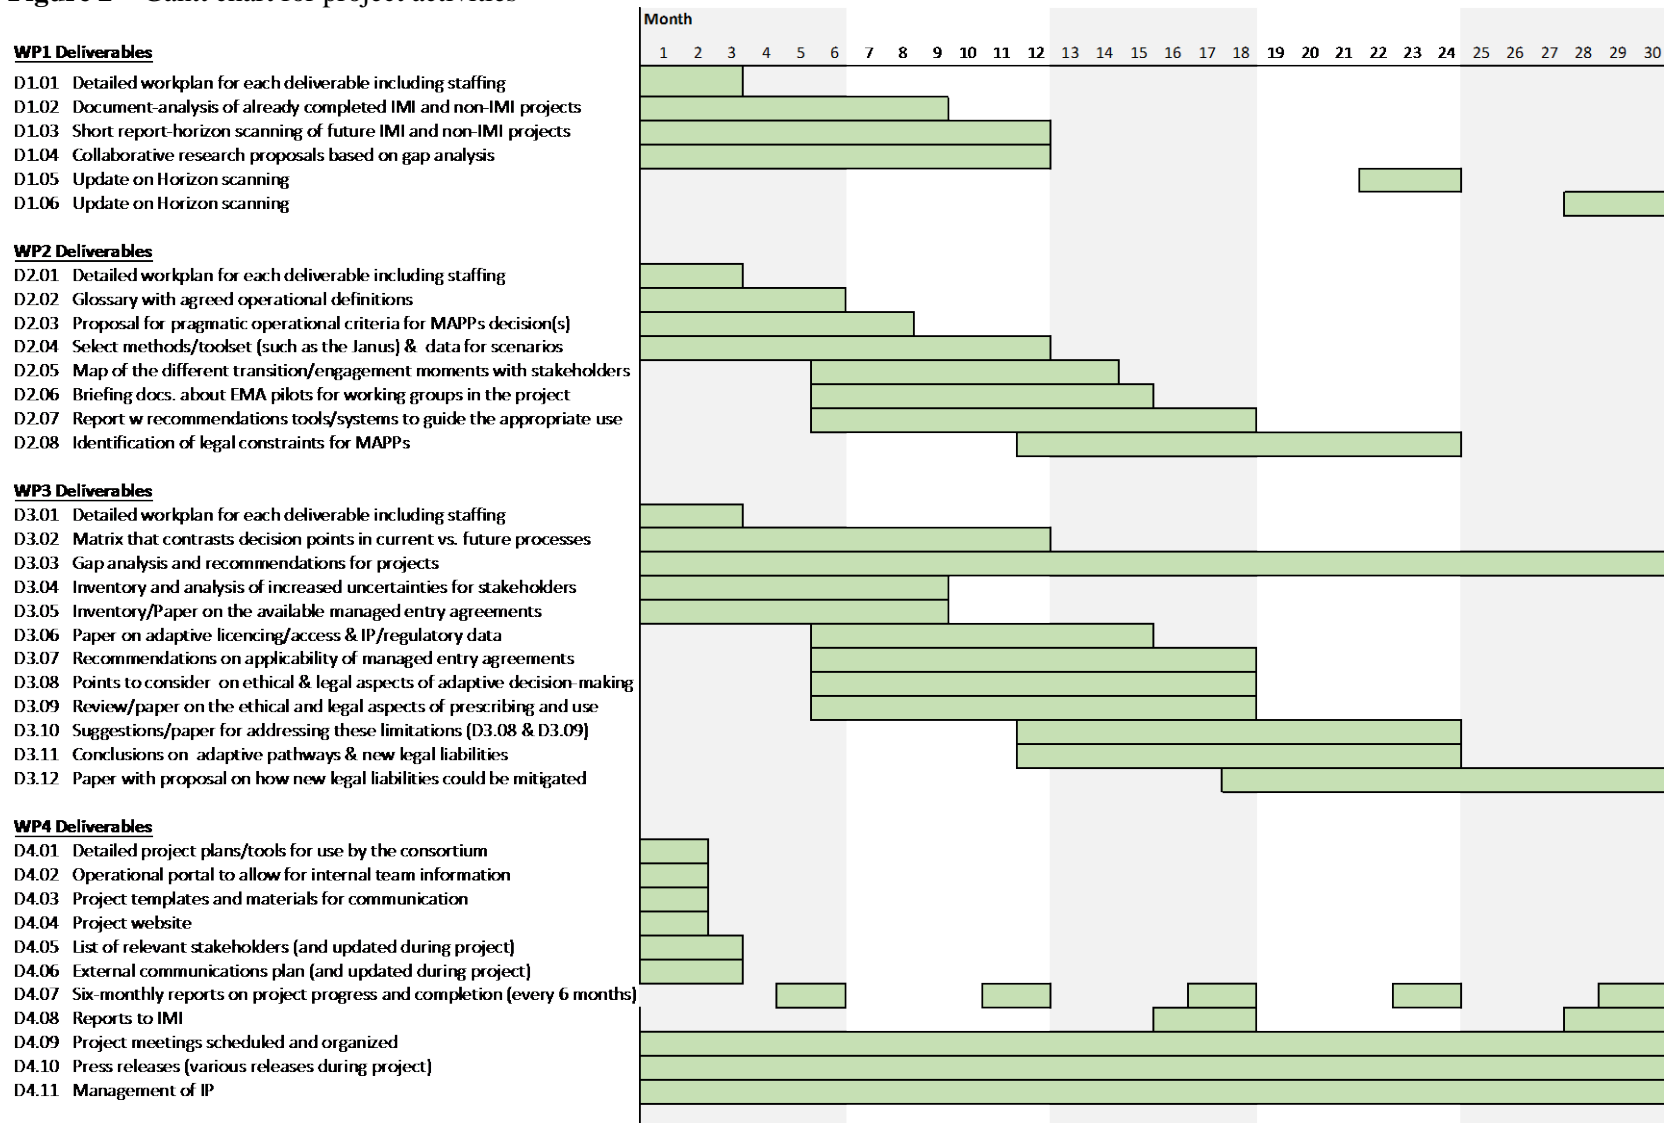 Figure 2 Gantt chart for project activities
Month
WP1 Deliverables 1 2 3 4 5 6 7 8 9 10 11 12 13 14 15 16 17 18 19 20 21 22 23 24 25 26 27 28 29 30
D1.01 Detailed workplan for each deliverable including staffing
D1.02 Document-analysis of already completed IMI and non-IMI projects
D1.03 Short report-horizon scanning of future IMI and non-IMI projects
D1.04 Collaborative research proposals based on gap analysis
D1.05 Update on Horizon scanning
D1.06 Update on Horizon scanning
WP2 Deliverables
D2.01 Detailed workplan for each deliverable including staffing
D2.02 Glossary with agreed operational definitions
D2.03 Proposal for pragmatic operational criteria for MAPPs decision(s)
D2.04 Select methods/toolset (such as the Janus) & data for scenarios
D2.05 Map of the different transition/engagement moments with stakeholders
D2.06 Briefing docs. about EMA pilots for working groups in the project
D2.07 Report w recommendations tools/systems to guide the appropriate use
D2.08 Identification of legal constraints for MAPPs
WP3 Deliverables
D3.01 Detailed workplan for each deliverable including staffing
D3.02 Matrix that contrasts decision points in current vs. future processes
D3.03 Gap analysis and recommendations for projects
D3.04 Inventory and analysis of increased uncertainties for stakeholders
D3.05 Inventory/Paper on the available managed entry agreements
D3.06 Paper on adaptive licencing/access & IP/regulatory data
D3.07 Recommendations on applicability of managed entry agreements
D3.08 Points to consider on ethical & legal aspects of adaptive decision-making
D3.09 Review/paper on the ethical and legal aspects of prescribing and use
D3.10 Suggestions/paper for addressing these limitations (D3.08 & D3.09)
D3.11 Conclusions on adaptive pathways & new legal liabilities
D3.12 Paper with proposal on how new legal liabilities could be mitigated
WP4 Deliverables
D4.01 Detailed project plans/tools for use by the consortium
D4.02 Operational portal to allow for internal team information
D4.03 Project templates and materials for communication
D4.04 Project website
D4.05 List of relevant stakeholders (and updated during project)
D4.06 External communications plan (and updated during project)
D4.07 Six-monthly reports on project progress and completion (every 6 months)
D4.08 Reports to IMI
D4.09 Project meetings scheduled and organized
D4.10 Press releases (various releases during project)
D4.11 Management of IP